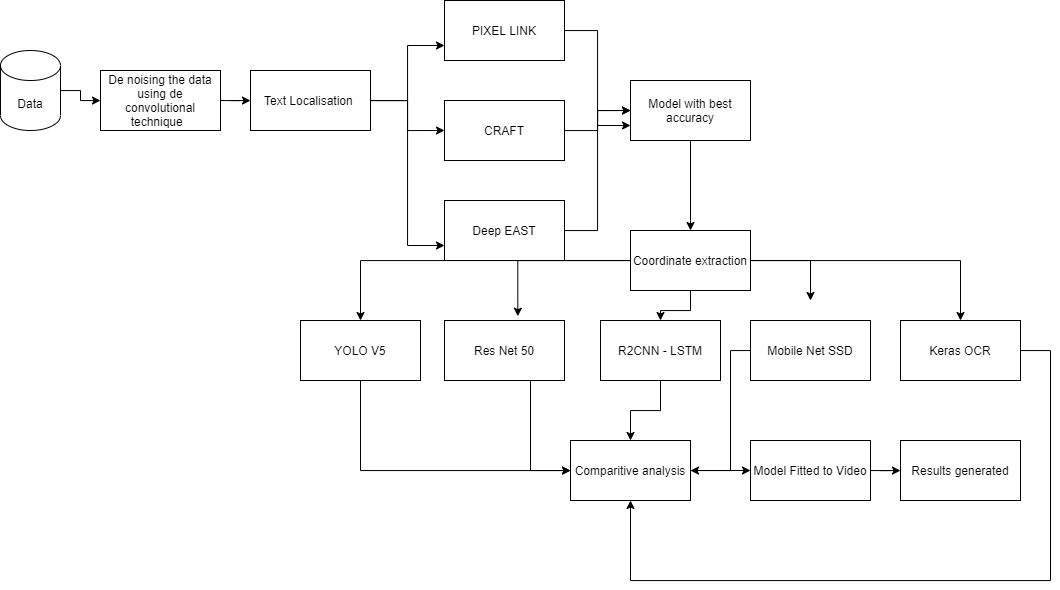 Data
De noising the data
using de
convolutional
technique
Text Localisation
PIXEL LINK
CRAFT
Deep EAST
Model with best
accuracy
Coordinate extraction
YOLO V5
Res Net 50
R2CNN - LSTM
Mobile Net SSD
Keras OCR
Comparitive analysis
Model Fitted to Video
Results generated